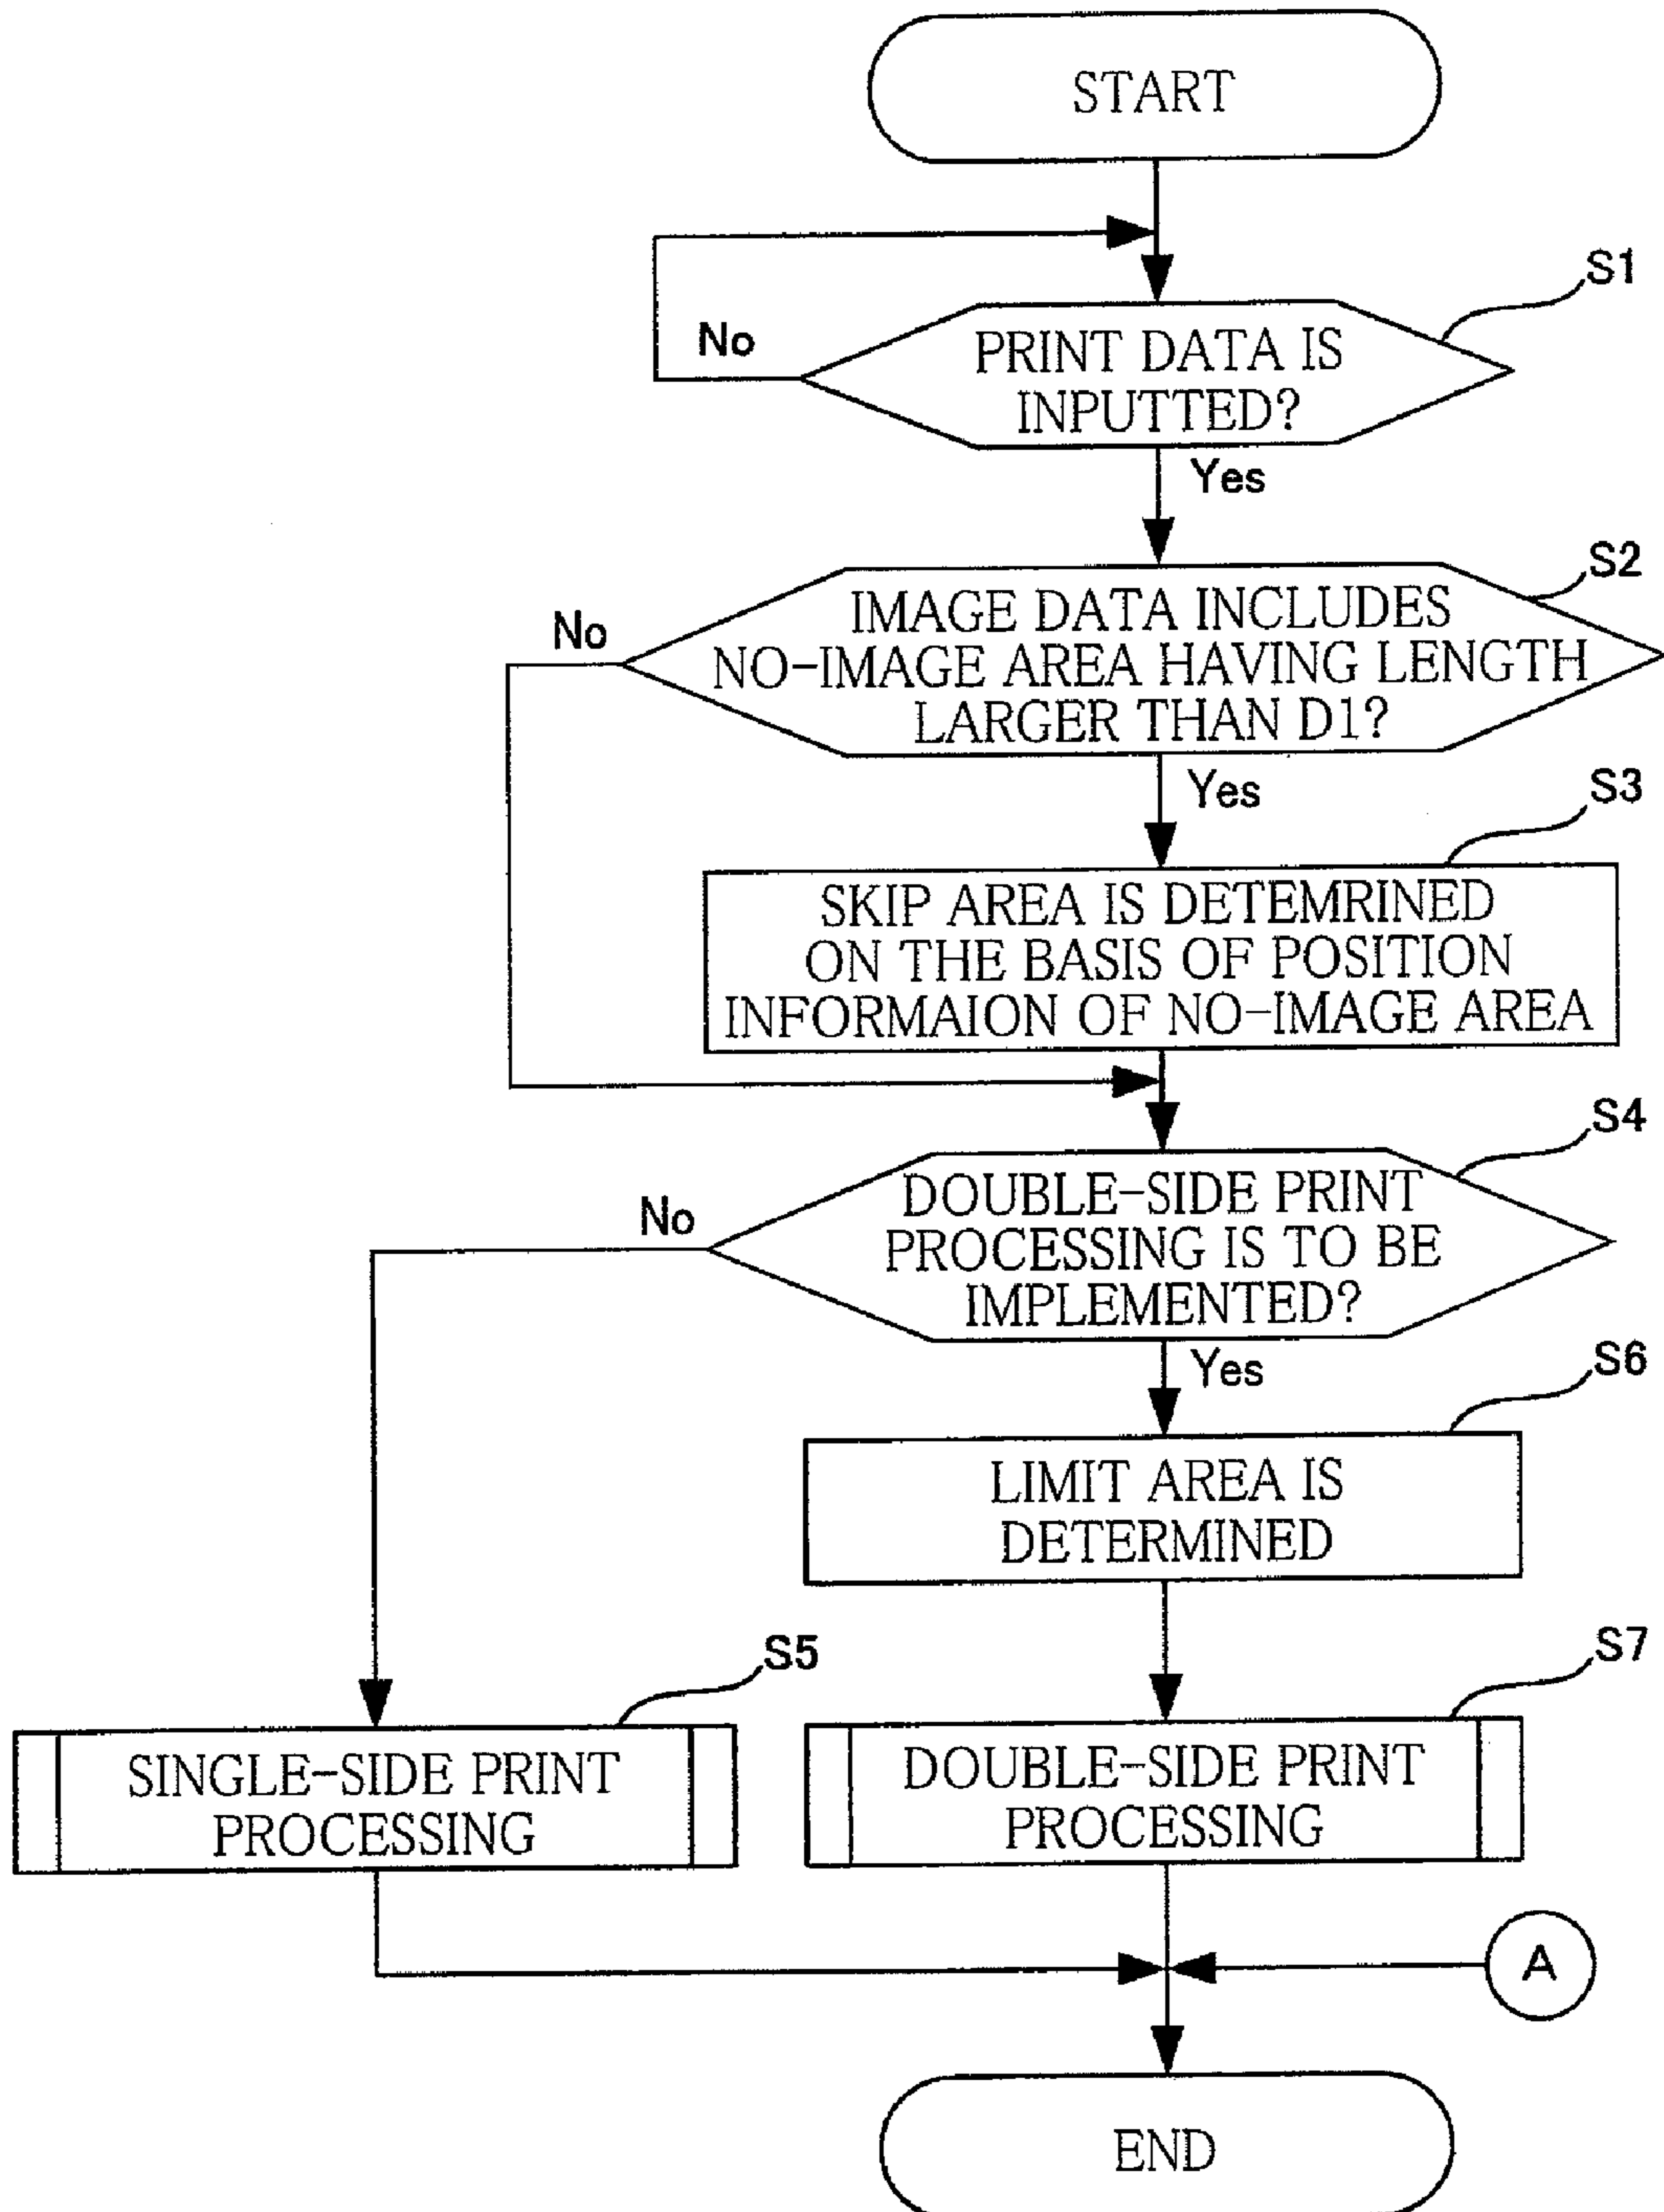 START
S1
No
PRINT DATA IS
INPUTTED?
Yes
S2
No
IMAGE DATA INCLUDES
NO-IMAGE AREA HAVING LENGTH
LARGER THAN D1?
Yes
S3
SKIP AREA IS DETEMRINED
ON THE BASIS OF POSITION
INFORMAION OF NO-IMAGE AREA
S4
No
DOUBLE-SIDE PRINT
PROCESSING IS TO BE
IMPLEMENTED?
Yes
S6
LIMIT AREA IS
DETERMINED
S5
S7
SINGLE-SIDE PRINT
PROCESSING
DOUBLE-SIDE PRINT
PROCESSING
A
END